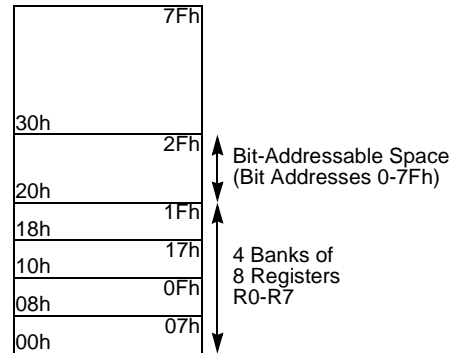 7Fh
30h
2Fh
20h
1Fh
18h
17h
10h
0Fh
08h
07h
00h
Bit-Addressable Space
(Bit Addresses 0-7Fh)
4 Banks of
8 Registers
R0-R7